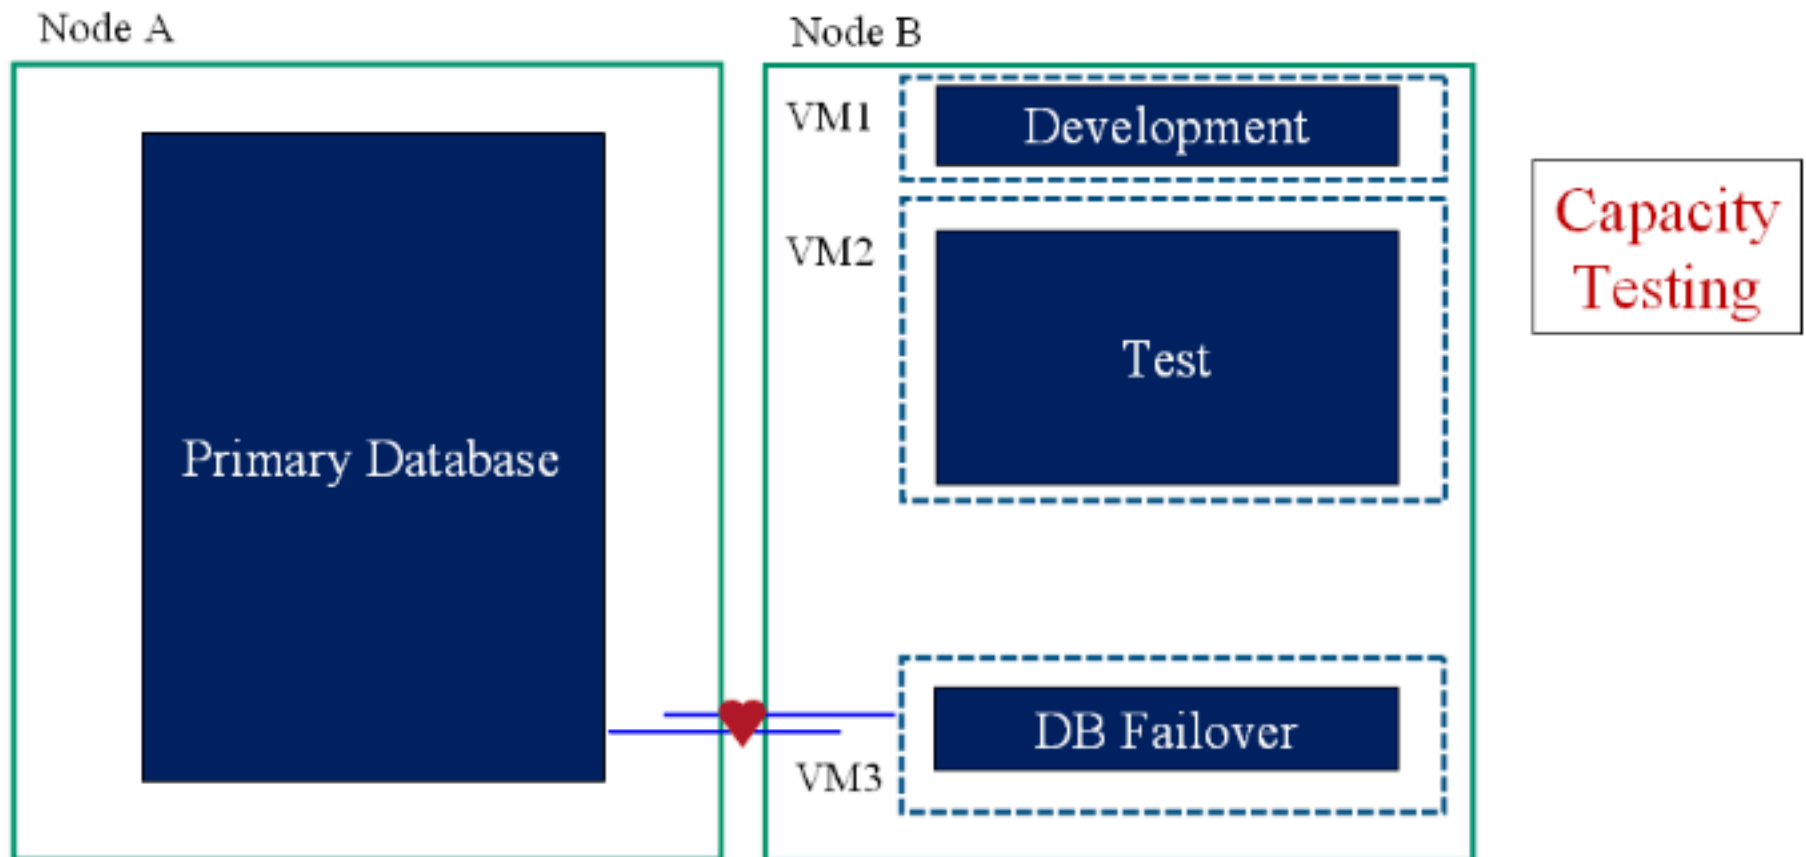 Node A
Node B
VM1
Development
Capacity
Testing
VM2
Test
Primary Database
DB Failover
VM3